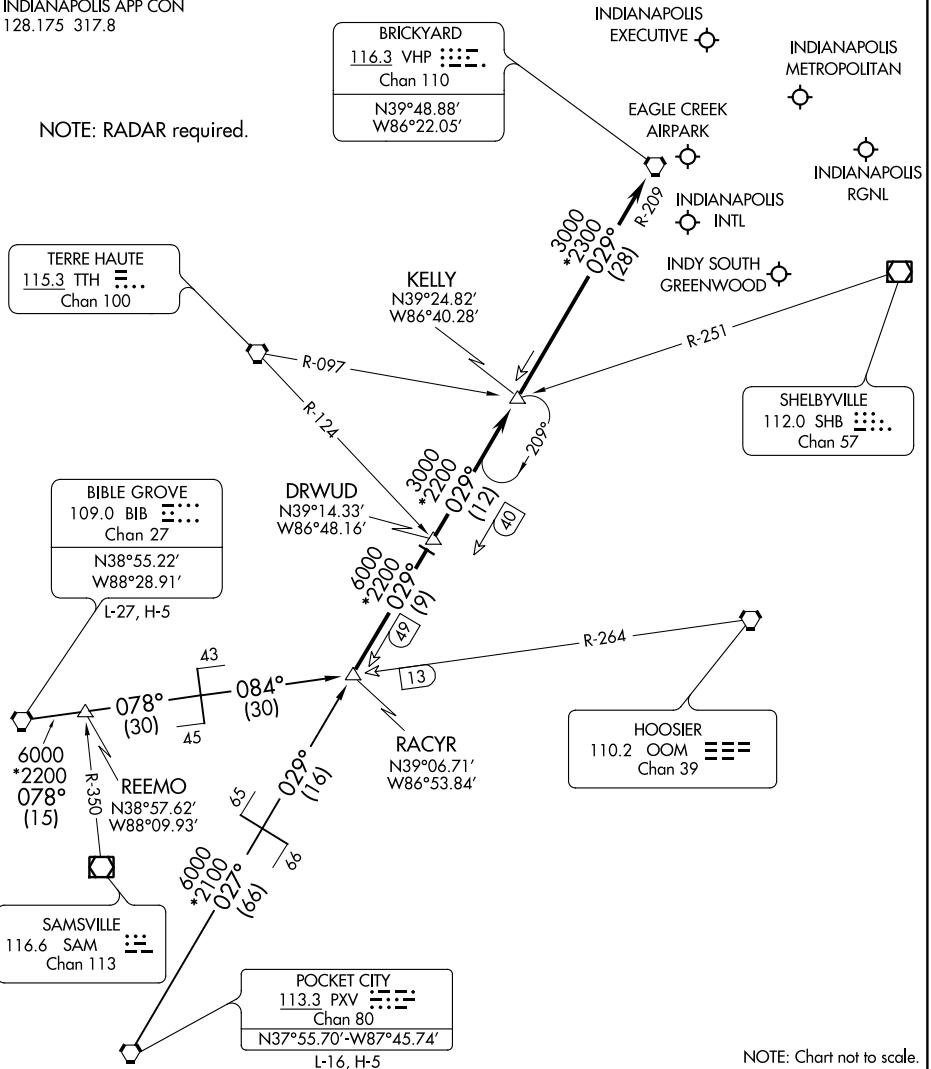 INDIANAPOLIS APP CON
128.175 317.8
NOTE: RADAR required.
BRICKYARD
116.3 VHP
Chan 110
N39°48.88'
W86°22.05'
INDIANAPOLIS
EXECUTIVE
INDIANAPOLIS
METROPOLITAN
EAGLE CREEK
AIRPARK
INDIANAPOLIS
RGNL
INDIANAPOLIS
INTL
INDY SOUTH
GREENWOOD
R-209
3000
*2300
029°
(28)
TERRE HAUTE
115.3 TTH
Chan 100
KELLY
N39°24.82'
W86°40.28'
R-097
R-251
R-124
SHELBYVILLE
112.0 SHB
Chan 57
209°
3000
*2200
029°
(12)
40
BIBLE GROVE
109.0 BIB
Chan 27
N38°55.22'
W88°28.91'
L-27, H-5
DRWUD
N39°14.33'
W86°48.16'
6000
*2200
029°
(9)
49
R-264
13
43
078°
(30)
084°
(30)
45
RACYR
N39°06.71'
W86°53.84'
HOOSIER
110.2 OOM
Chan 39
6000
*2200
078°
(15)
R-350
REEMO
N38°57.62'
W88°09.93'
029°
(16)
65
66
6000
*2100
027°
(66)
SAMSVILLE
116.6 SAM
Chan 113
POCKET CITY
113.3 PXV
Chan 80
N37°55.70'-W87°45.74'
L-16, H-5
NOTE: Chart not to scale.